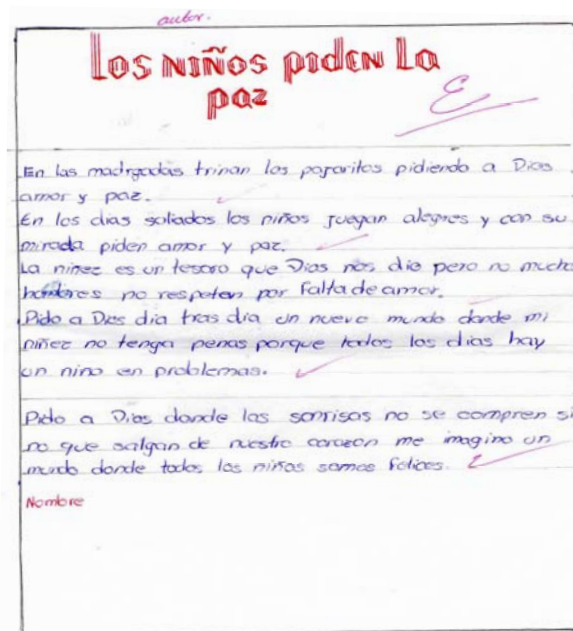 autor.
Los niños piden La
paz
E
En las madrgadas trinan los pajaritos pidiendo a Dios
amor y paz.
En los dias soliados los niños juegan alegres y con su
mirada piden amor y paz.
La niñez es un tesoro que Dios nos dio pero no mucho
hombres no respeten por falta de amor.
Pido a Dios dia tras dia un nuevo mundo donde mi
niñez no tenga penas porque todos los dias hay
un nino en problemas.
Pido a Dios donde las sonrisas no se compren si
no que salgan de nuestro corazon me imagino un
mundo donde todos los niños somos felices.
Nombre